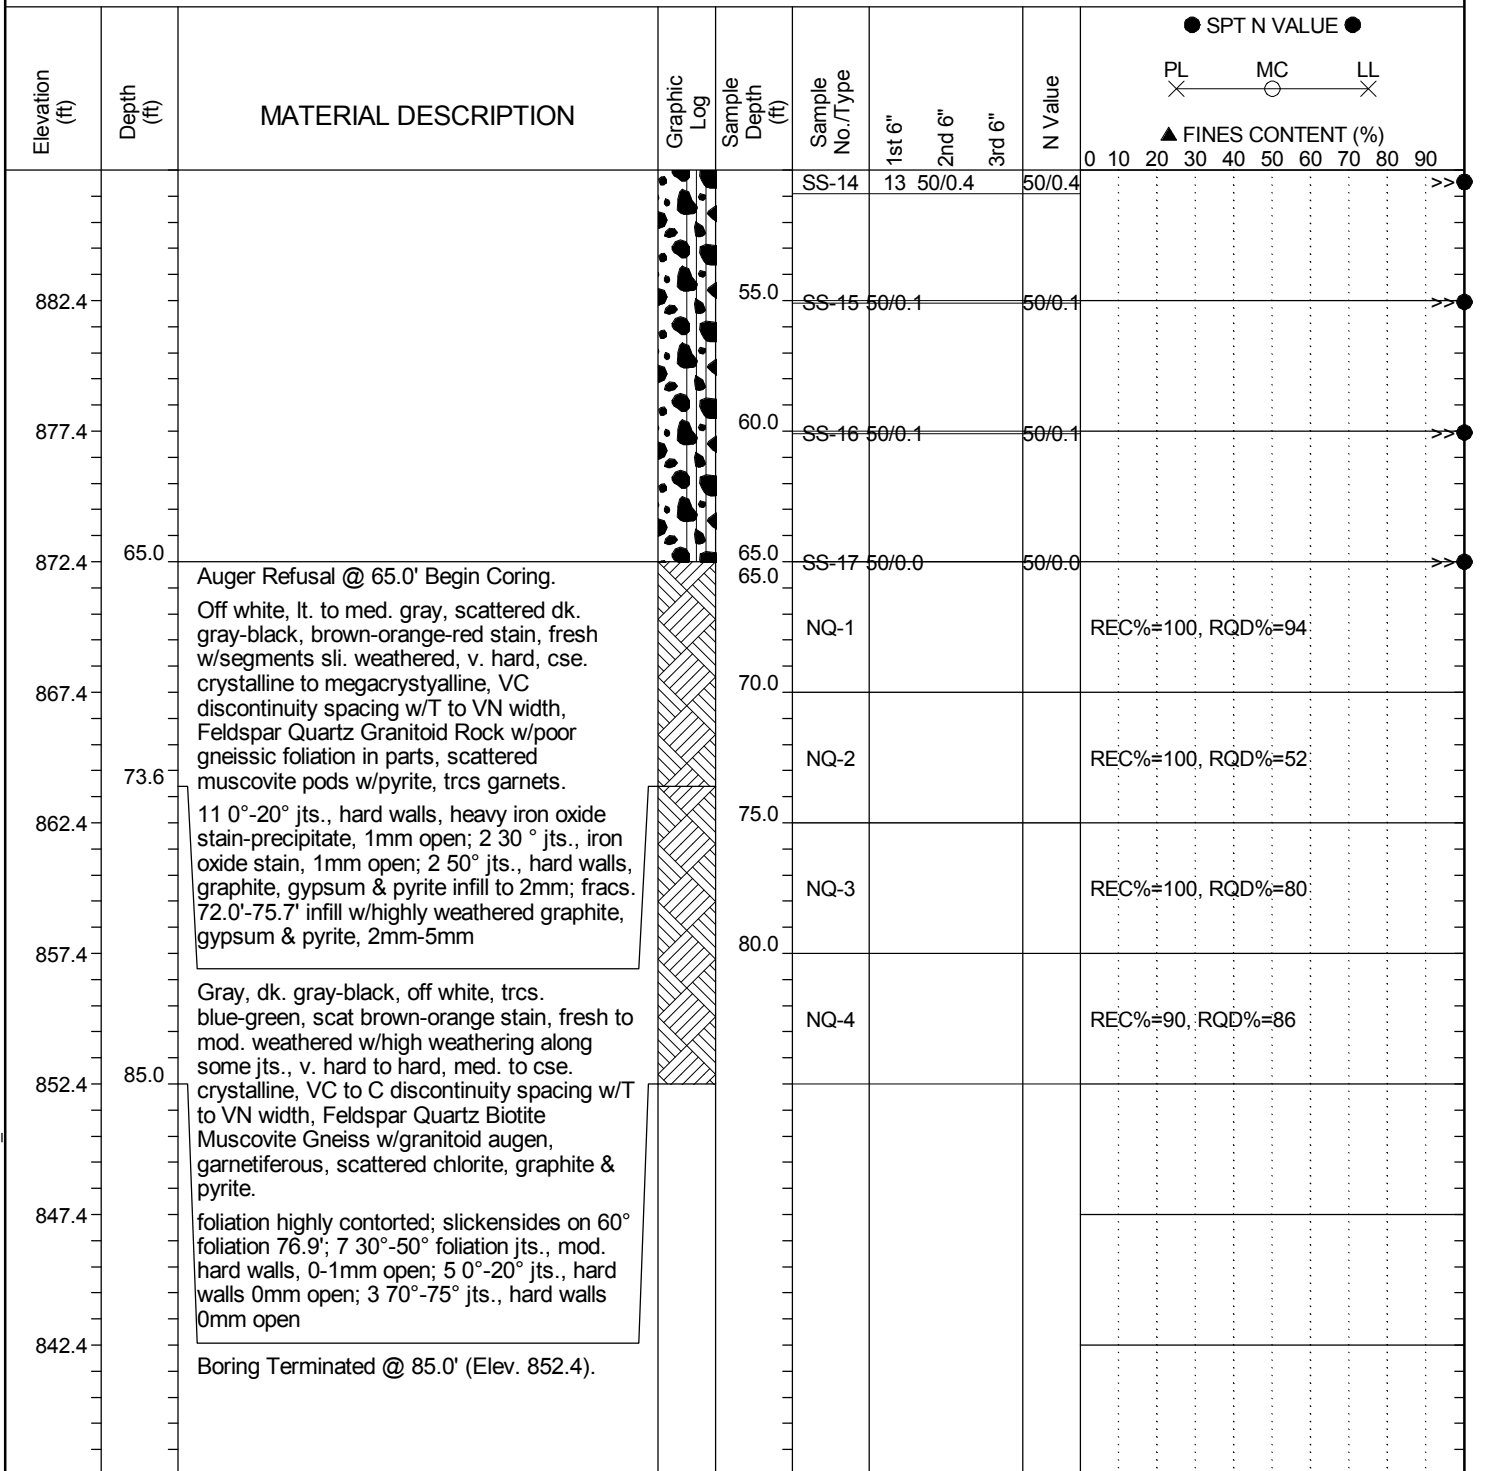 ● SPT N VALUE ●
PL MC LL
▲ FINES CONTENT (%)
0 10 20 30 40 50 60 70 80 90
Elevation
(ft)
Depth
(ft)
MATERIAL DESCRIPTION
Graphic
Log
Sample
Depth
(ft)
Sample
No./Type
1st 6"
2nd 6"
3rd 6"
N Value
SS-14 13 50/0.4 50/0.4 >>
882.4 55.0 SS-15 50/0.1 50/0.1 >>
877.4 60.0 SS-16 50/0.1 50/0.1 >>
872.4 65.0 65.0 SS-17 50/0.0 50/0.0 >>
65.0
Auger Refusal @ 65.0' Begin Coring.
Off white, lt. to med. gray, scattered dk.
gray-black, brown-orange-red stain, fresh
w/segments sli. weathered, v. hard, cse.
crystalline to megacrystyalline, VC
discontinuity spacing w/T to VN width,
Feldspar Quartz Granitoid Rock w/poor
gneissic foliation in parts, scattered
muscovite pods w/pyrite, trcs garnets.
NQ-1 REC%=100, RQD%=94
867.4 70.0
NQ-2 REC%=100, RQD%=52
73.6
11 0°-20° jts., hard walls, heavy iron oxide
stain-precipitate, 1mm open; 2 30 ° jts., iron
oxide stain, 1mm open; 2 50° jts., hard walls,
graphite, gypsum & pyrite infill to 2mm; fracs.
72.0'-75.7' infill w/highly weathered graphite,
gypsum & pyrite, 2mm-5mm
862.4 75.0
NQ-3 REC%=100, RQD%=80
857.4 80.0
Gray, dk. gray-black, off white, trcs.
blue-green, scat brown-orange stain, fresh to
mod. weathered w/high weathering along
some jts., v. hard to hard, med. to cse.
crystalline, VC to C discontinuity spacing w/T
to VN width, Feldspar Quartz Biotite
Muscovite Gneiss w/granitoid augen,
garnetiferous, scattered chlorite, graphite &
pyrite.
NQ-4 REC%=90, RQD%=86
852.4 85.0
foliation highly contorted; slickensides on 60°
foliation 76.9'; 7 30°-50° foliation jts., mod.
hard walls, 0-1mm open; 5 0°-20° jts., hard
walls 0mm open; 3 70°-75° jts., hard walls
0mm open
847.4
842.4
Boring Terminated @ 85.0' (Elev. 852.4).